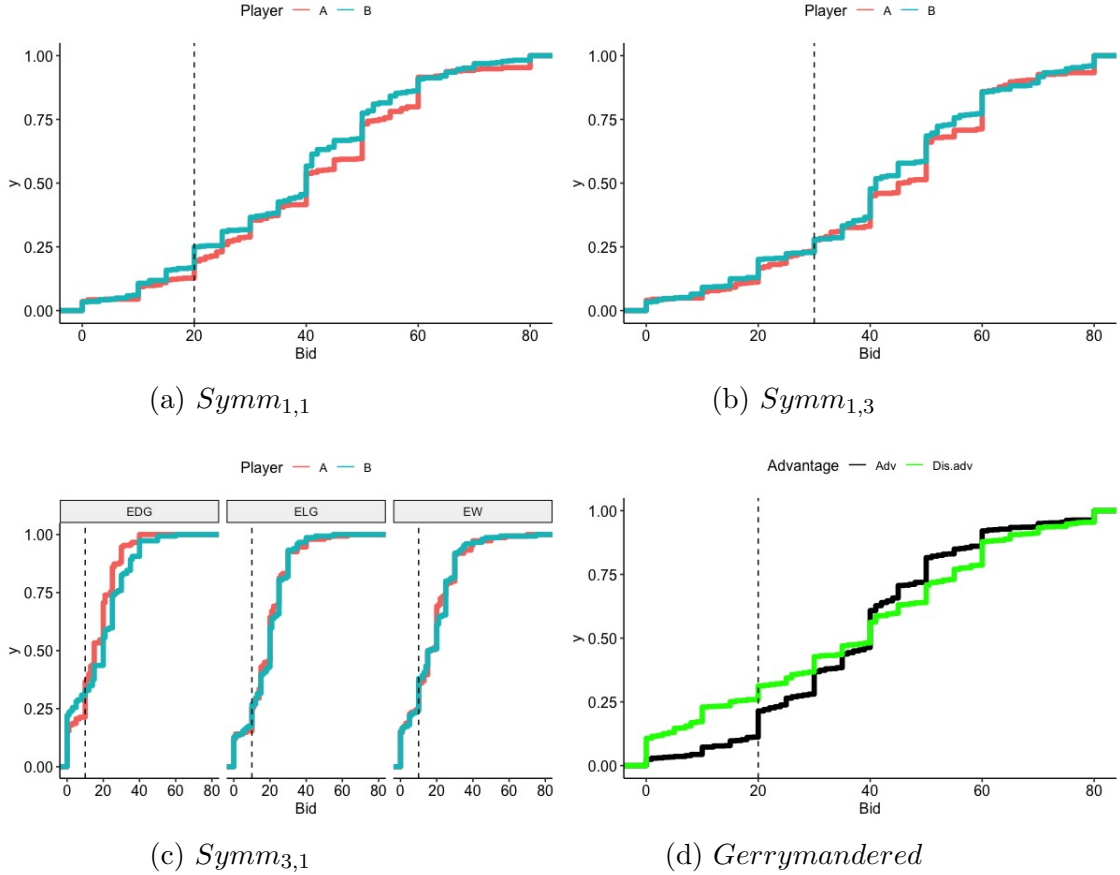 Player A B
Player A B
1.00
0.75
0.50
0.25
0.00
y
0 20 40 60 80
Bid
1.00
0.75
0.50
0.25
0.00
y
0 20 40 60 80
Bid
(a) Symm1,1
(b) Symm1,3
Player A B
Advantage Adv Dis.adv
EDG ELG EW
1.00
0.75
0.50
0.25
0.00
y
0 20 40 60 80 0 20 40 60 80 0 20 40 60 80
Bid
1.00
0.75
0.50
0.25
0.00
y
0 20 40 60 80
Bid
(c) Symm3,1
(d) Gerrymandered